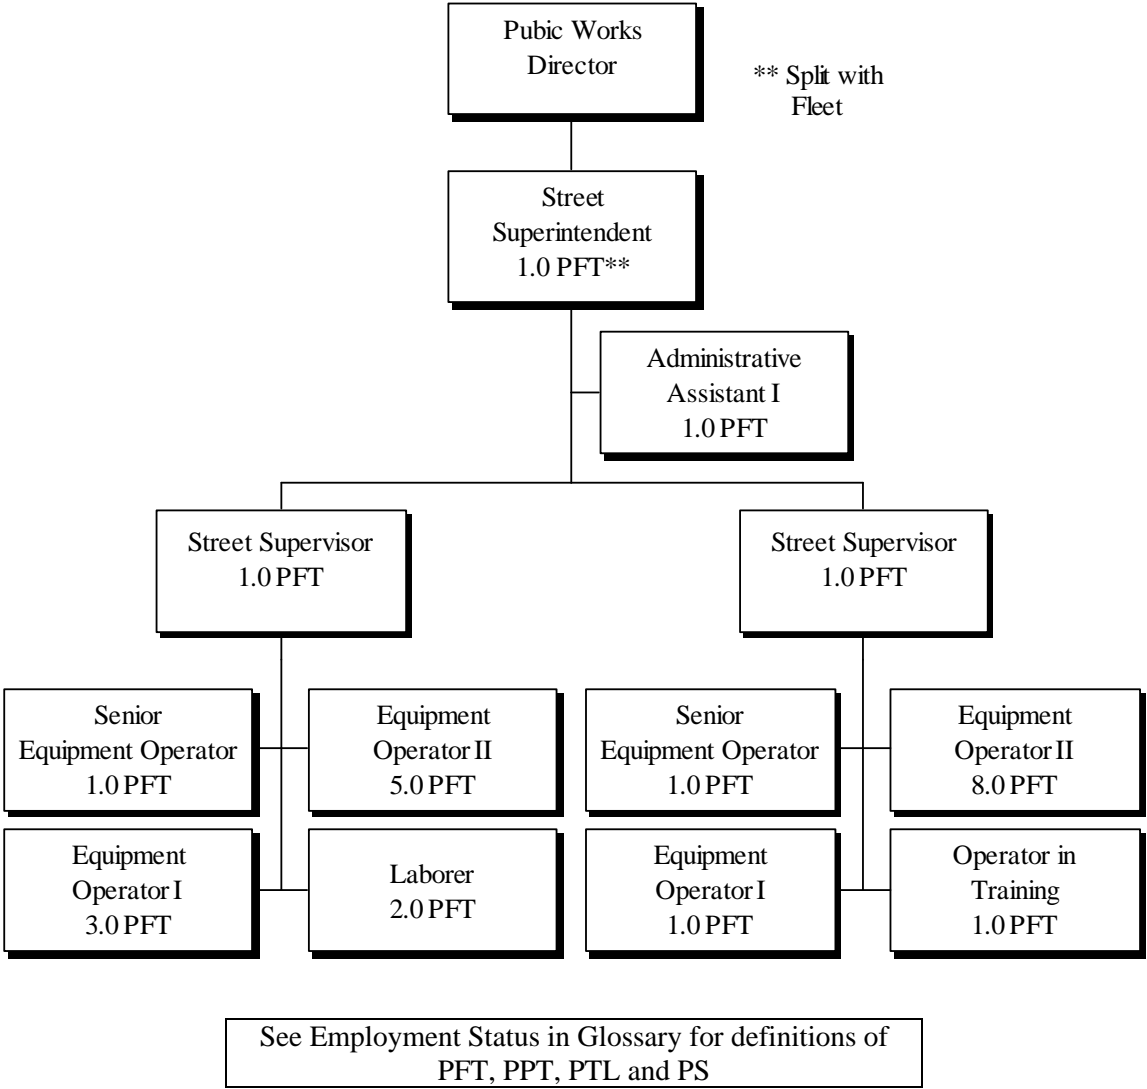 Pubic Works
Director
** Split with
Fleet
Street
Superintendent
1.0 PFT**
Administrative
Assistant I
1.0 PFT
Street Supervisor
1.0 PFT
Street Supervisor
1.0 PFT
Senior
Equipment Operator
1.0 PFT
Equipment
Operator II
5.0 PFT
Senior
Equipment Operator
1.0 PFT
Equipment
Operator II
8.0 PFT
Equipment
Operator I
3.0 PFT
Laborer
2.0 PFT
Equipment
Operator I
1.0 PFT
Operator in
Training
1.0 PFT
See Employment Status in Glossary for definitions of
PFT, PPT, PTL and PS